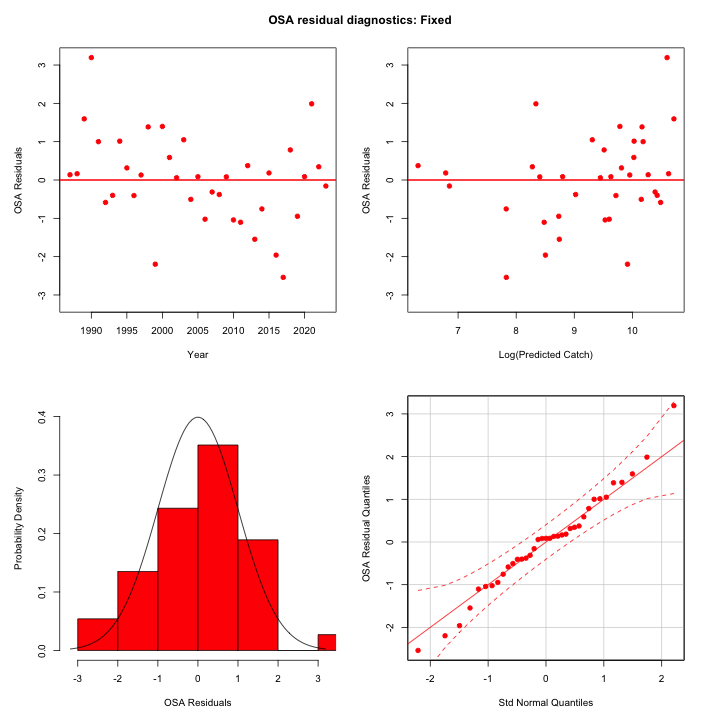 OSA residual diagnostics: Fixed
OSA Residuals
3
2
1
0
-1
-2
-3
1990 1995 2000 2005 2010 2015 2020
Year
OSA Residuals
3
2
1
0
-1
-2
-3
7 8 9 10
Log(Predicted Catch)
Probability Density
0.4
0.3
0.2
0.1
0.0
-3 -2 -1 0 1 2 3
OSA Residuals
OSA Residual Quantiles
3
2
1
0
-1
-2
-2 -1 0 1 2
Std Normal Quantiles